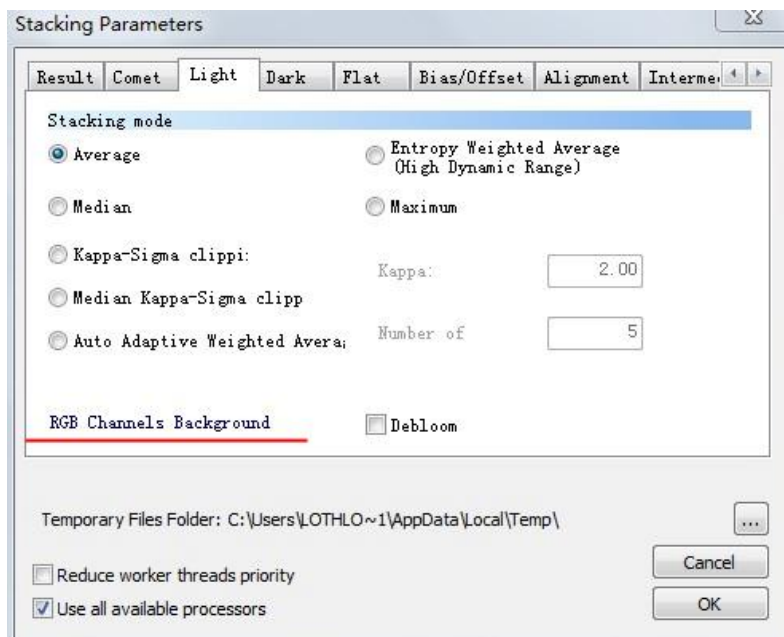 Stacking Parameters
Result Comet Light Dark Flat Bias/Offset Alignment Interme
Stacking mode
Average
Entropy Weighted Average
(High Dynamic Range)
Median
Maximum
Kappa-Sigma clippi:
Kappa: 2.00
Median Kappa-Sigma clipp
Auto Adaptive Weighted Avera
Number of 5
RGB Channels Background
Debloom
Temporary Files Folder: C:\Users\LOTHLO~1\AppData\Local\Temp\
...
Reduce worker threads priority
Cancel
Use all available processors
OK